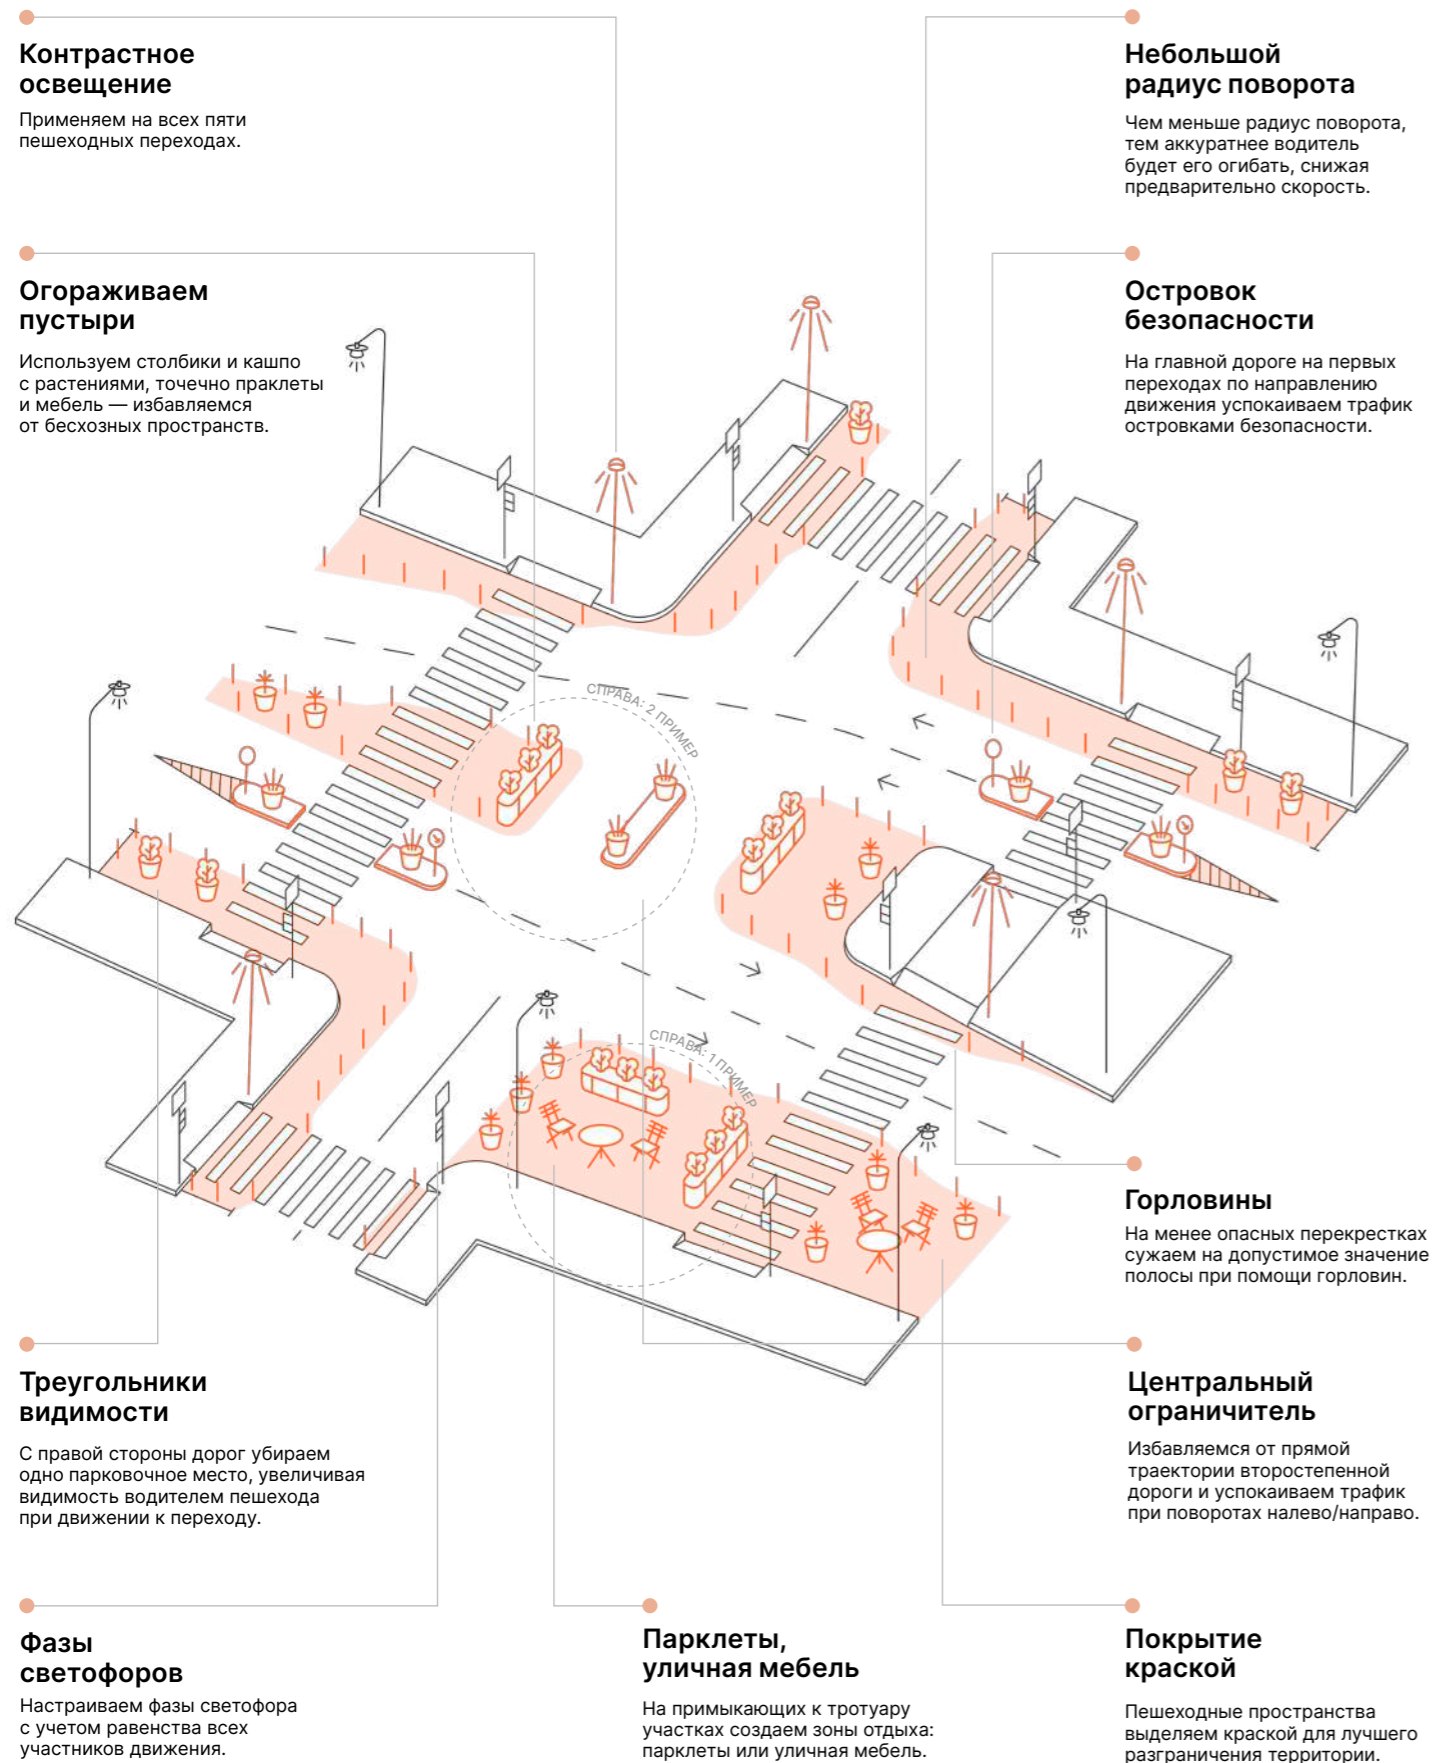 Контрастное
освещение
Применяем на всех пяти
пешеходных переходах.
Небольшой
радиус поворота
Чем меньше радиус поворота,
тем аккуратнее водитель
будет его огибать, снижая
предварительно скорость.
Огораживаем
пустыри
Используем столбики и кашпо
с растениями, точечно праклеты
и мебель — избавляемся
от бесхозных пространств.
Островок
безопасности
На главной дороге на первых
переходах по направлению
движения успокаиваем трафик
островками безопасности.
СПРАВА: 2 ПРИМЕР
СПРАВА: 1 ПРИМЕР
Горловины
На менее опасных перекрестках
сужаем на допустимое значение
полосы при помощи горловин.
Треугольники
видимости
С правой стороны дорог убираем
одно парковочное место, увеличивая
видимость водителем пешехода
при движении к переходу.
Центральный
ограничитель
Избавляемся от прямой
траектории второстепенной
дороги и успокаиваем трафик
при поворотах налево/направо.
Фазы
светофоров
Настраиваем фазы светофора
с учетом равенства всех
участников движения.
Парклеты,
уличная мебель
На примыкающих к тротуару
участках создаем зоны отдыха:
парклеты или уличная мебель.
Покрытие
краской
Пешеходные пространства
выделяем краской для лучшего
разграничения территории.